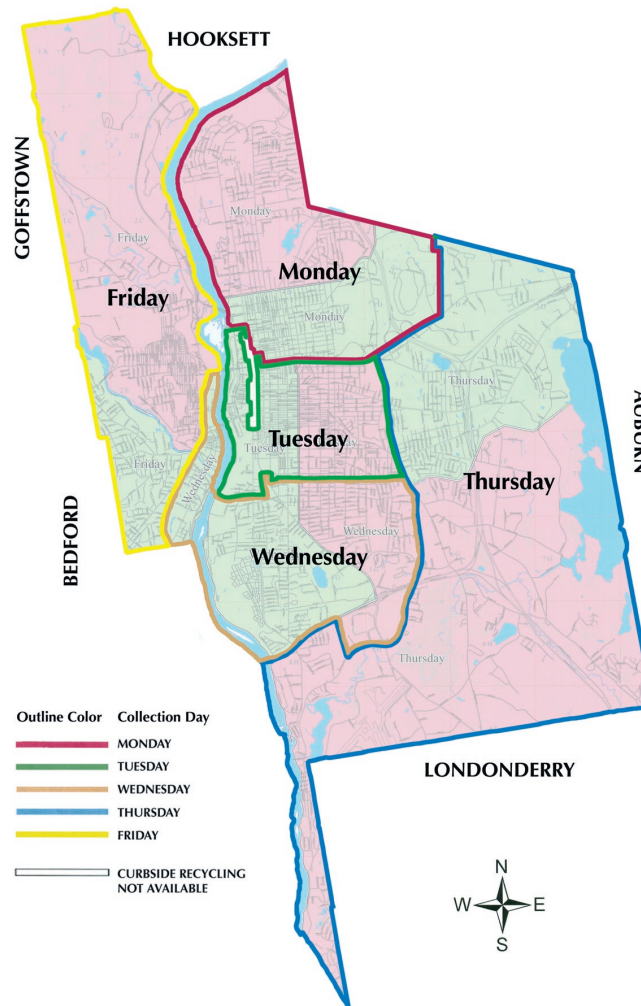 HOOKSETT
GOFFSTOWN
Monday
Friday
Monday
Friday
Monday
Thursday
AUBURN
Tuesday
Tuesday
Thursday
Friday
Wednesday
BEDFORD
Wednesday
Wednesday
Thursday
Outline Color Collection Day
MONDAY
TUESDAY
WEDNESDAY
THURSDAY
FRIDAY
CURBSIDE RECYCLING
NOT AVAILABLE
LONDONDERRY
N
W E
S